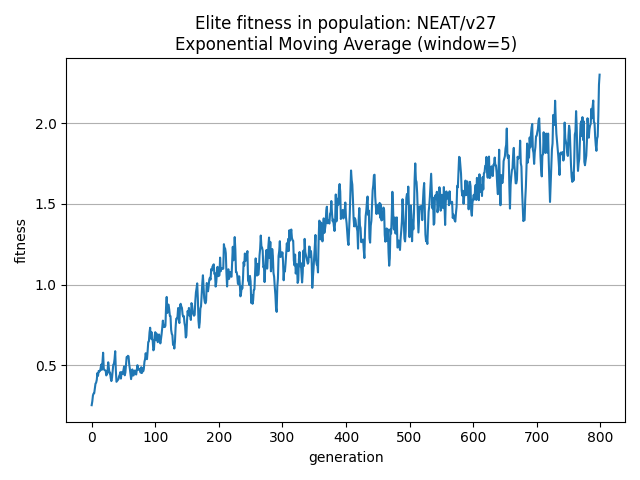 Elite fitness in population: NEAT/v27
Exponential Moving Average (window=5)
fitness
2.0
1.5
1.0
0.5
0 100 200 300 400 500 600 700 800
generation